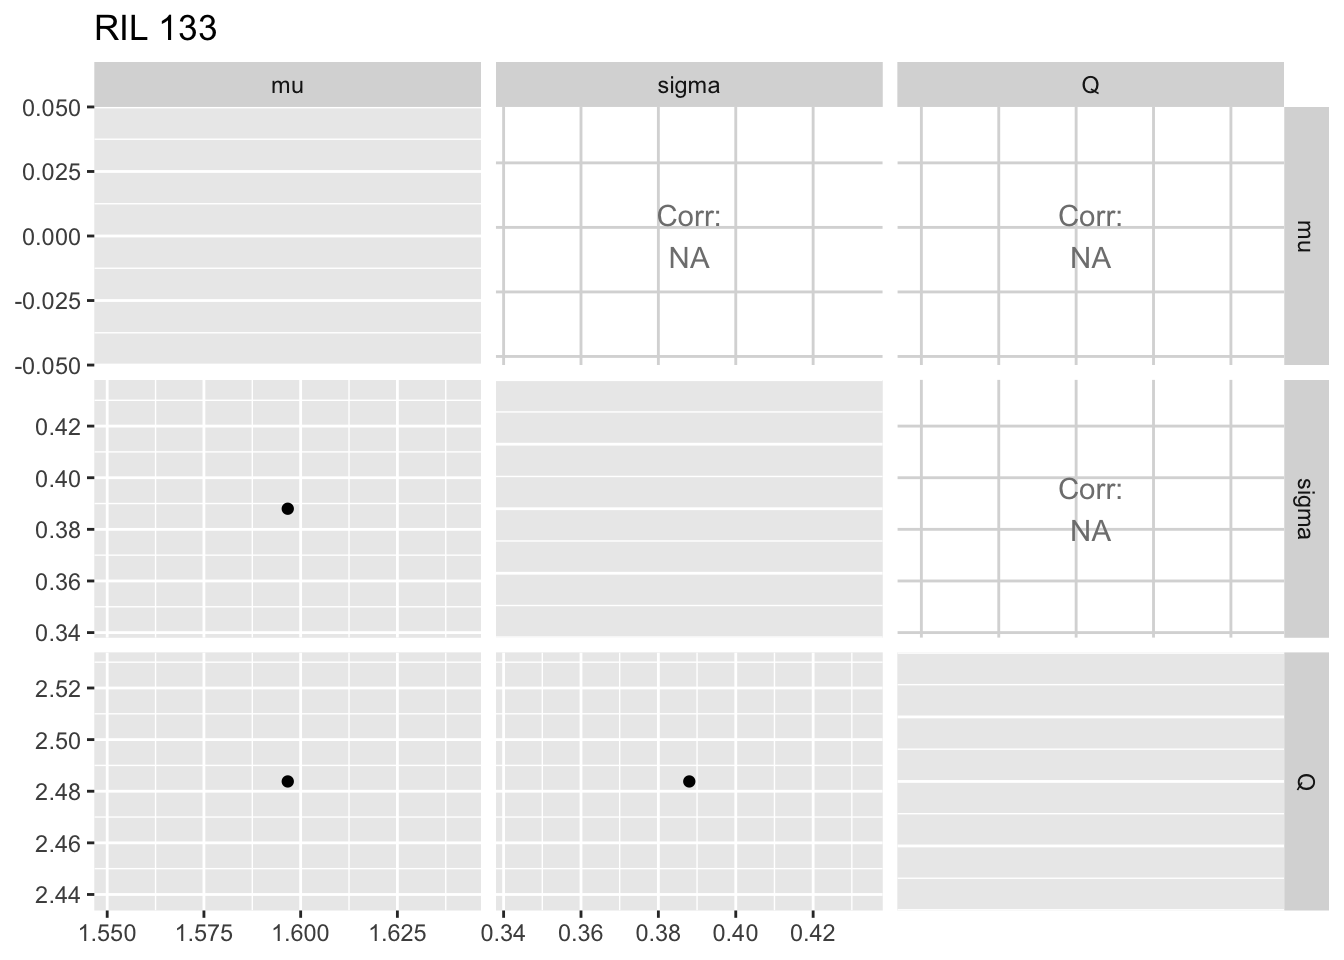 RIL 133
mu
sigma
Q
0.050
0.025
0.000
-0.025
-0.050
Corr:
NA
Corr:
NA
mu
0.42
0.40
0.38
0.36
0.34
Corr:
NA
sigma
2.52
2.50
2.48
2.46
2.44
Q
1.550 1.575 1.600 1.625
0.34 0.36 0.38 0.40 0.42